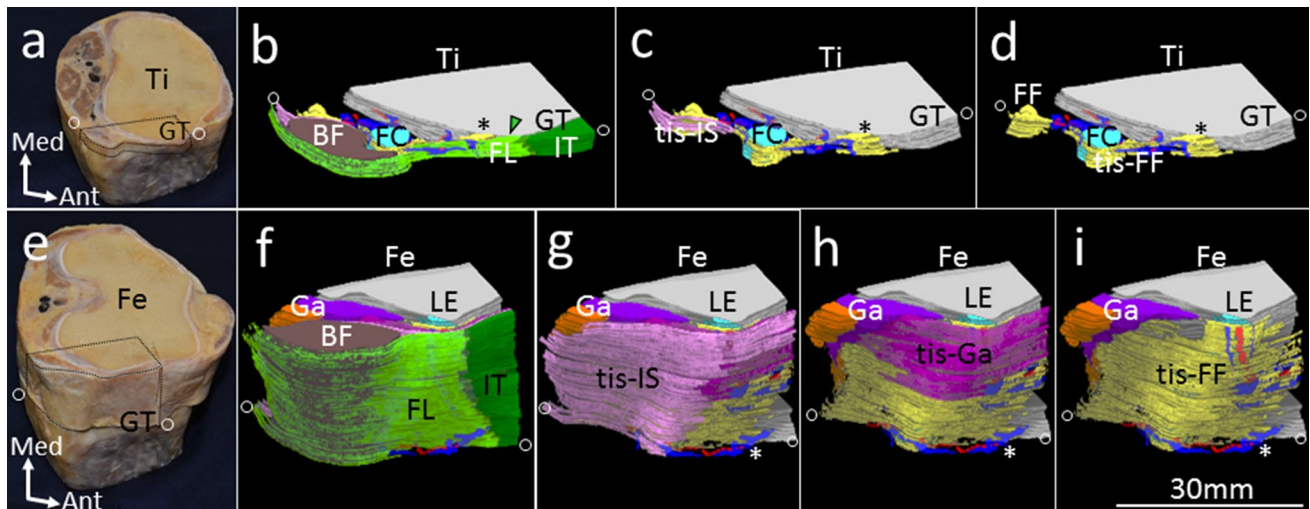 a
Ti
GT
Med
Ant
b
Ti
BF
FC
*
FL
GT
IT
c
Ti
tis-IS
FC
*
GT
d
Ti
FF
FC
*
GT
tis-FF
e
Fe
GT
Med
Ant
f
Fe
Ga
LE
BF
FL
IT
g
Fe
Ga
LE
tis-IS
*
h
Fe
Ga
LE
tis-Ga
*
i
Fe
Ga
LE
tis-FF
*
30mm